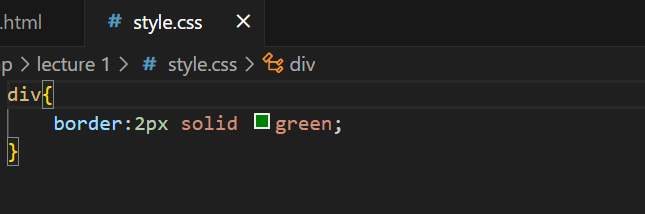 .html # style.css ×
p > lecture 1 > # style.css > div
div{
border:2px solid green;
}